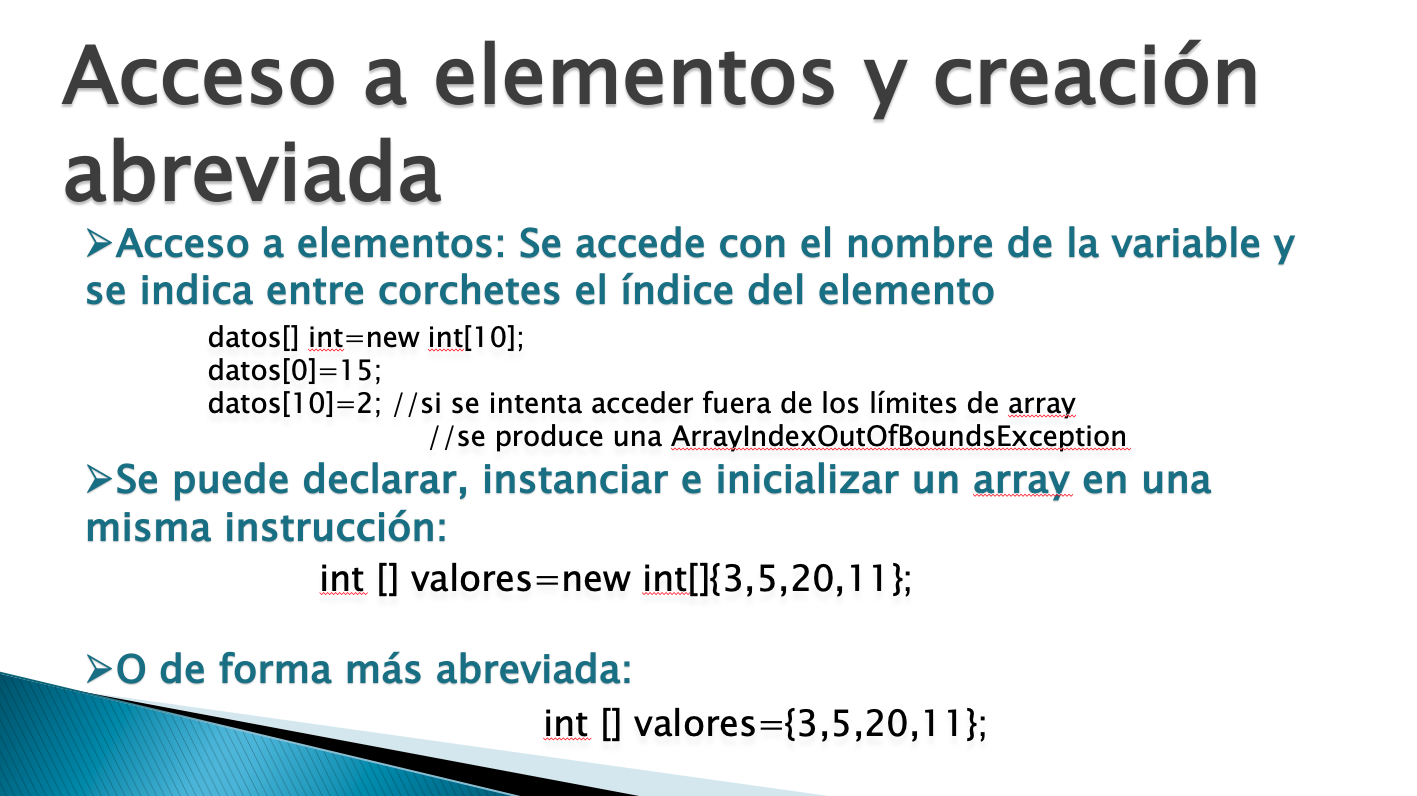 Acceso a elementos y creación
abreviada
➢Acceso a elementos: Se accede con el nombre de la variable y
se indica entre corchetes el índice del elemento
datos[] int=new int[10];
datos[0]=15;
datos[10]=2; //si se intenta acceder fuera de los límites de array
//se produce una ArrayIndexOutOfBoundsException
➢Se puede declarar, instanciar e inicializar un array en una
misma instrucción:
int [] valores=new int[]{3,5,20,11};
➢O de forma más abreviada:
int [] valores={3,5,20,11};